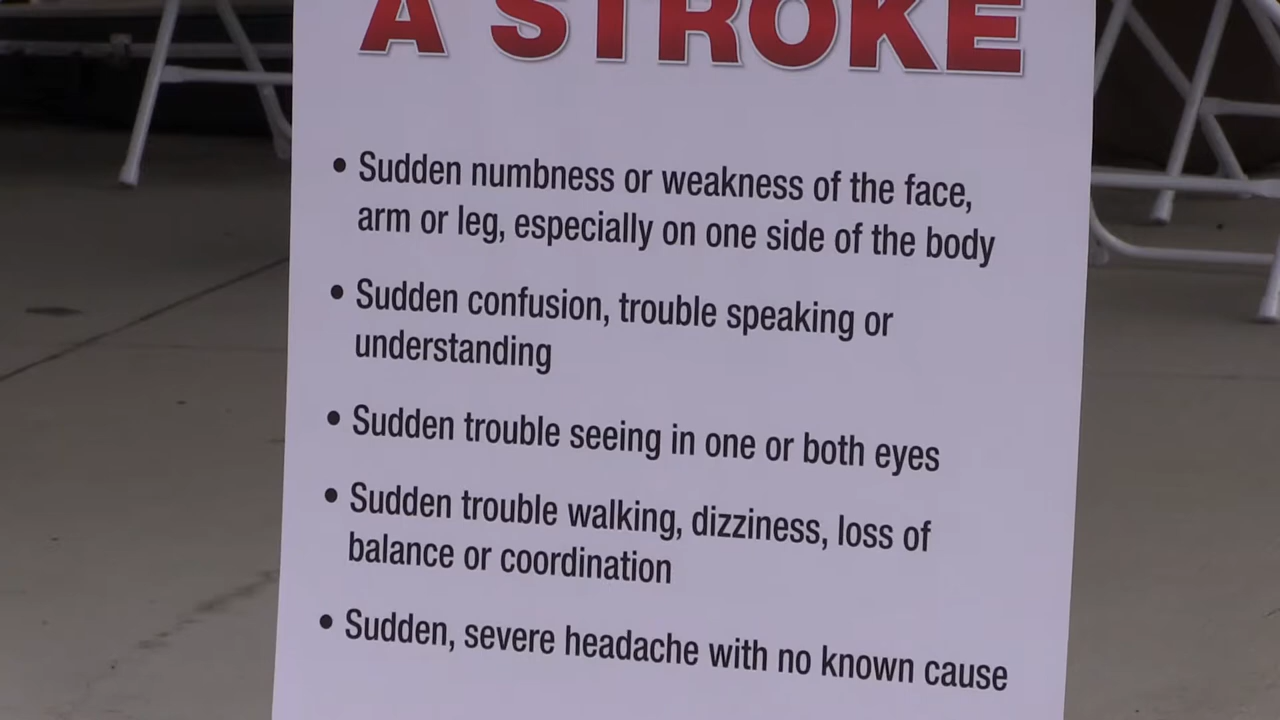 A STROKE
• Sudden numbness or weakness of the face,
arm or leg, especially on one side of the body
• Sudden confusion, trouble speaking or
understanding
• Sudden trouble seeing in one or both eyes
• Sudden trouble walking, dizziness, loss of
balance or coordination
• Sudden, severe headache with no known cause